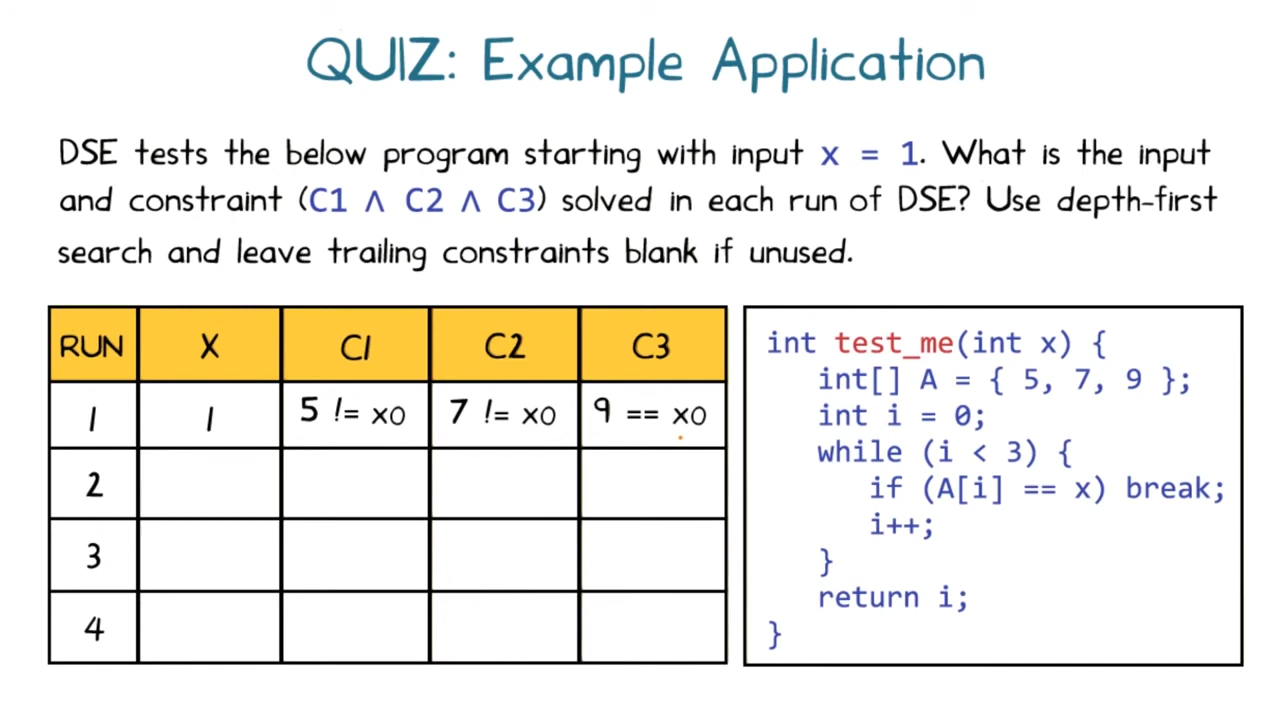 QUIZ: Example Application
DSE tests the below program starting with input x = 1. What is the input
and constraint (C1 ∧ C2 ∧ C3) solved in each run of DSE? Use depth-first
search and leave trailing constraints blank if unused.
RUN X C1 C2 C3
1 1 5 != x0 7 != x0 9 == x0
2
3
4
int test_me(int x) {
int[] A = { 5, 7, 9 };
int i = 0;
while (i < 3) {
if (A[i] == x) break;
i++;
}
return i;
}